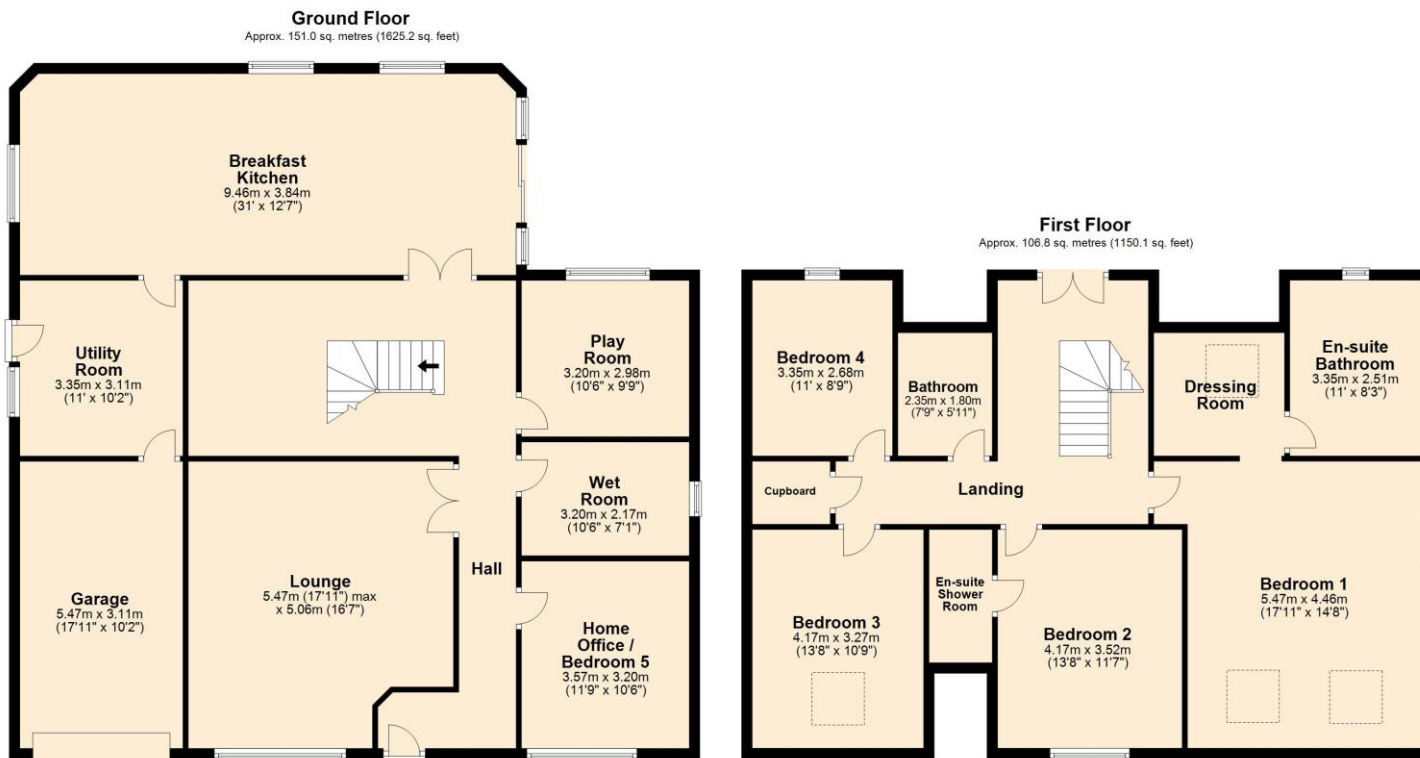 Ground Floor
Approx. 151.0 sq. metres (1625.2 sq. feet)
Breakfast
Kitchen
9.46m x 3.84m
(31' x 12'7")
Utility
Room
3.35m x 3.11m
(11' x 10'2")
Play
Room
3.20m x 2.98m
(10'6" x 9'9")
Wet
Room
3.20m x 2.17m
(10'6" x 7'1")
Hall
Garage
5.47m x 3.11m
(17'11" x 10'2")
Lounge
5.47m (17'11") max
x 5.06m (16'7")
Home
Office /
Bedroom 5
3.57m x 3.20m
(11'9" x 10'6")
First Floor
Approx. 106.8 sq. metres (1150.1 sq. feet)
Bedroom 4
3.35m x 2.68m
(11' x 8'9")
Bathroom
2.35m x 1.80m
(7'9" x 5'11")
Dressing
Room
En-suite
Bathroom
3.35m x 2.51m
(11' x 8'3")
Cupboard
Landing
Bedroom 3
4.17m x 3.27m
(13'8" x 10'9")
En-suite
Shower
Room
Bedroom 2
4.17m x 3.52m
(13'8" x 11'7")
Bedroom 1
5.47m x 4.46m
(17'11" x 14'8")